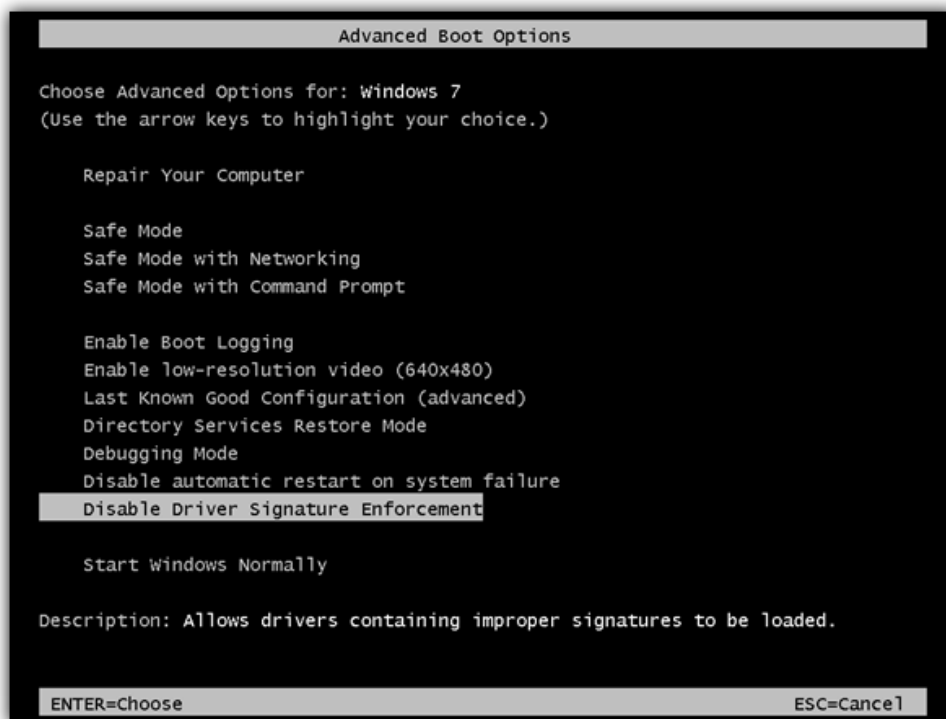 Advanced Boot Options
Choose Advanced Options for: Windows 7
(Use the arrow keys to highlight your choice.)
Repair Your Computer
Safe Mode
Safe Mode with Networking
Safe Mode with Command Prompt
Enable Boot Logging
Enable low-resolution video (640x480)
Last Known Good Configuration (advanced)
Directory Services Restore Mode
Debugging Mode
Disable automatic restart on system failure
Disable Driver Signature Enforcement
Start Windows Normally
Description: Allows drivers containing improper signatures to be loaded.
ENTER=Choose ESC=Cancel